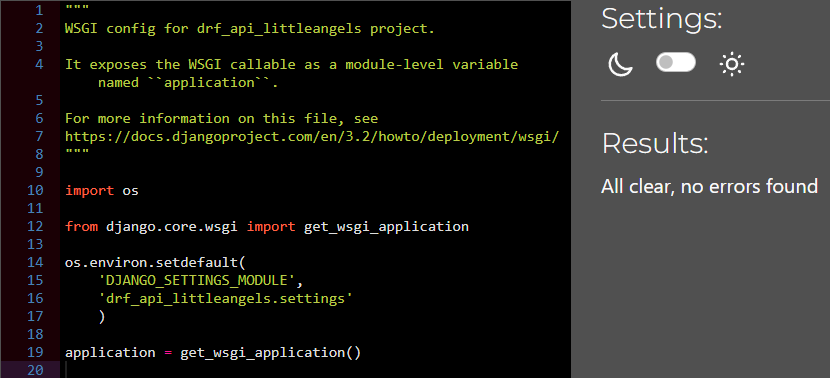 1 """
2 WSGI config for drf_api_littleangels project.
3
4 It exposes the WSGI callable as a module-level variable
named ``application``.
5
6 For more information on this file, see
7 https://docs.djangoproject.com/en/3.2/howto/deployment/wsgi/
8 """
9
10 import os
11
12 from django.core.wsgi import get_wsgi_application
13
14 os.environ.setdefault(
15     'DJANGO_SETTINGS_MODULE',
16     'drf_api_littleangels.settings'
17     )
18
19 application = get_wsgi_application()
20
Settings:
Results:
All clear, no errors found